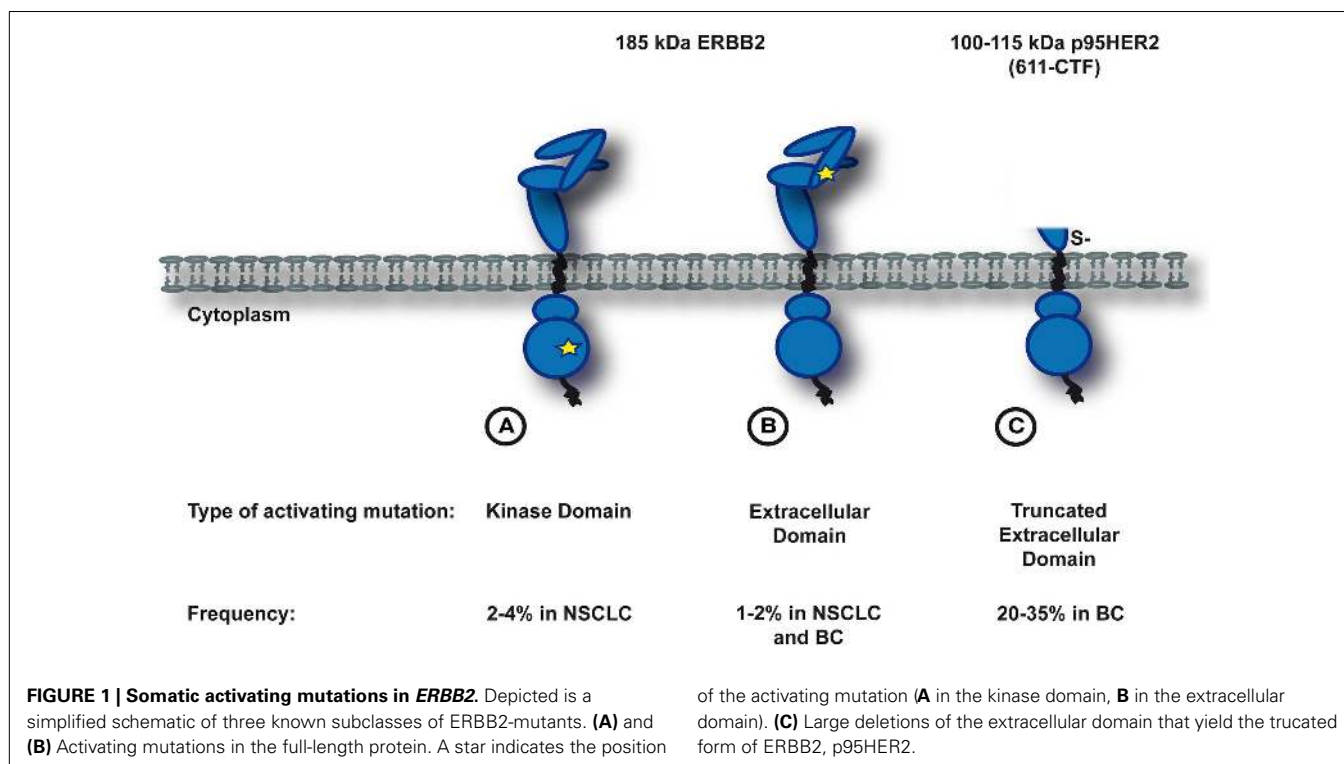 185 kDa ERBB2
100-115 kDa p95HER2
(611-CTF)
S-
Cytoplasm
A
B
C
Type of activating mutation:
Kinase Domain
Extracellular
Domain
Truncated
Extracellular
Domain
Frequency:
2-4% in NSCLC
1-2% in NSCLC
and BC
20-35% in BC
FIGURE 1 | Somatic activating mutations in ERBB2. Depicted is a
simplified schematic of three known subclasses of ERBB2-mutants. (A) and
(B) Activating mutations in the full-length protein. A star indicates the position
of the activating mutation (A in the kinase domain, B in the extracellular
domain). (C) Large deletions of the extracellular domain that yield the trucated
form of ERBB2, p95HER2.